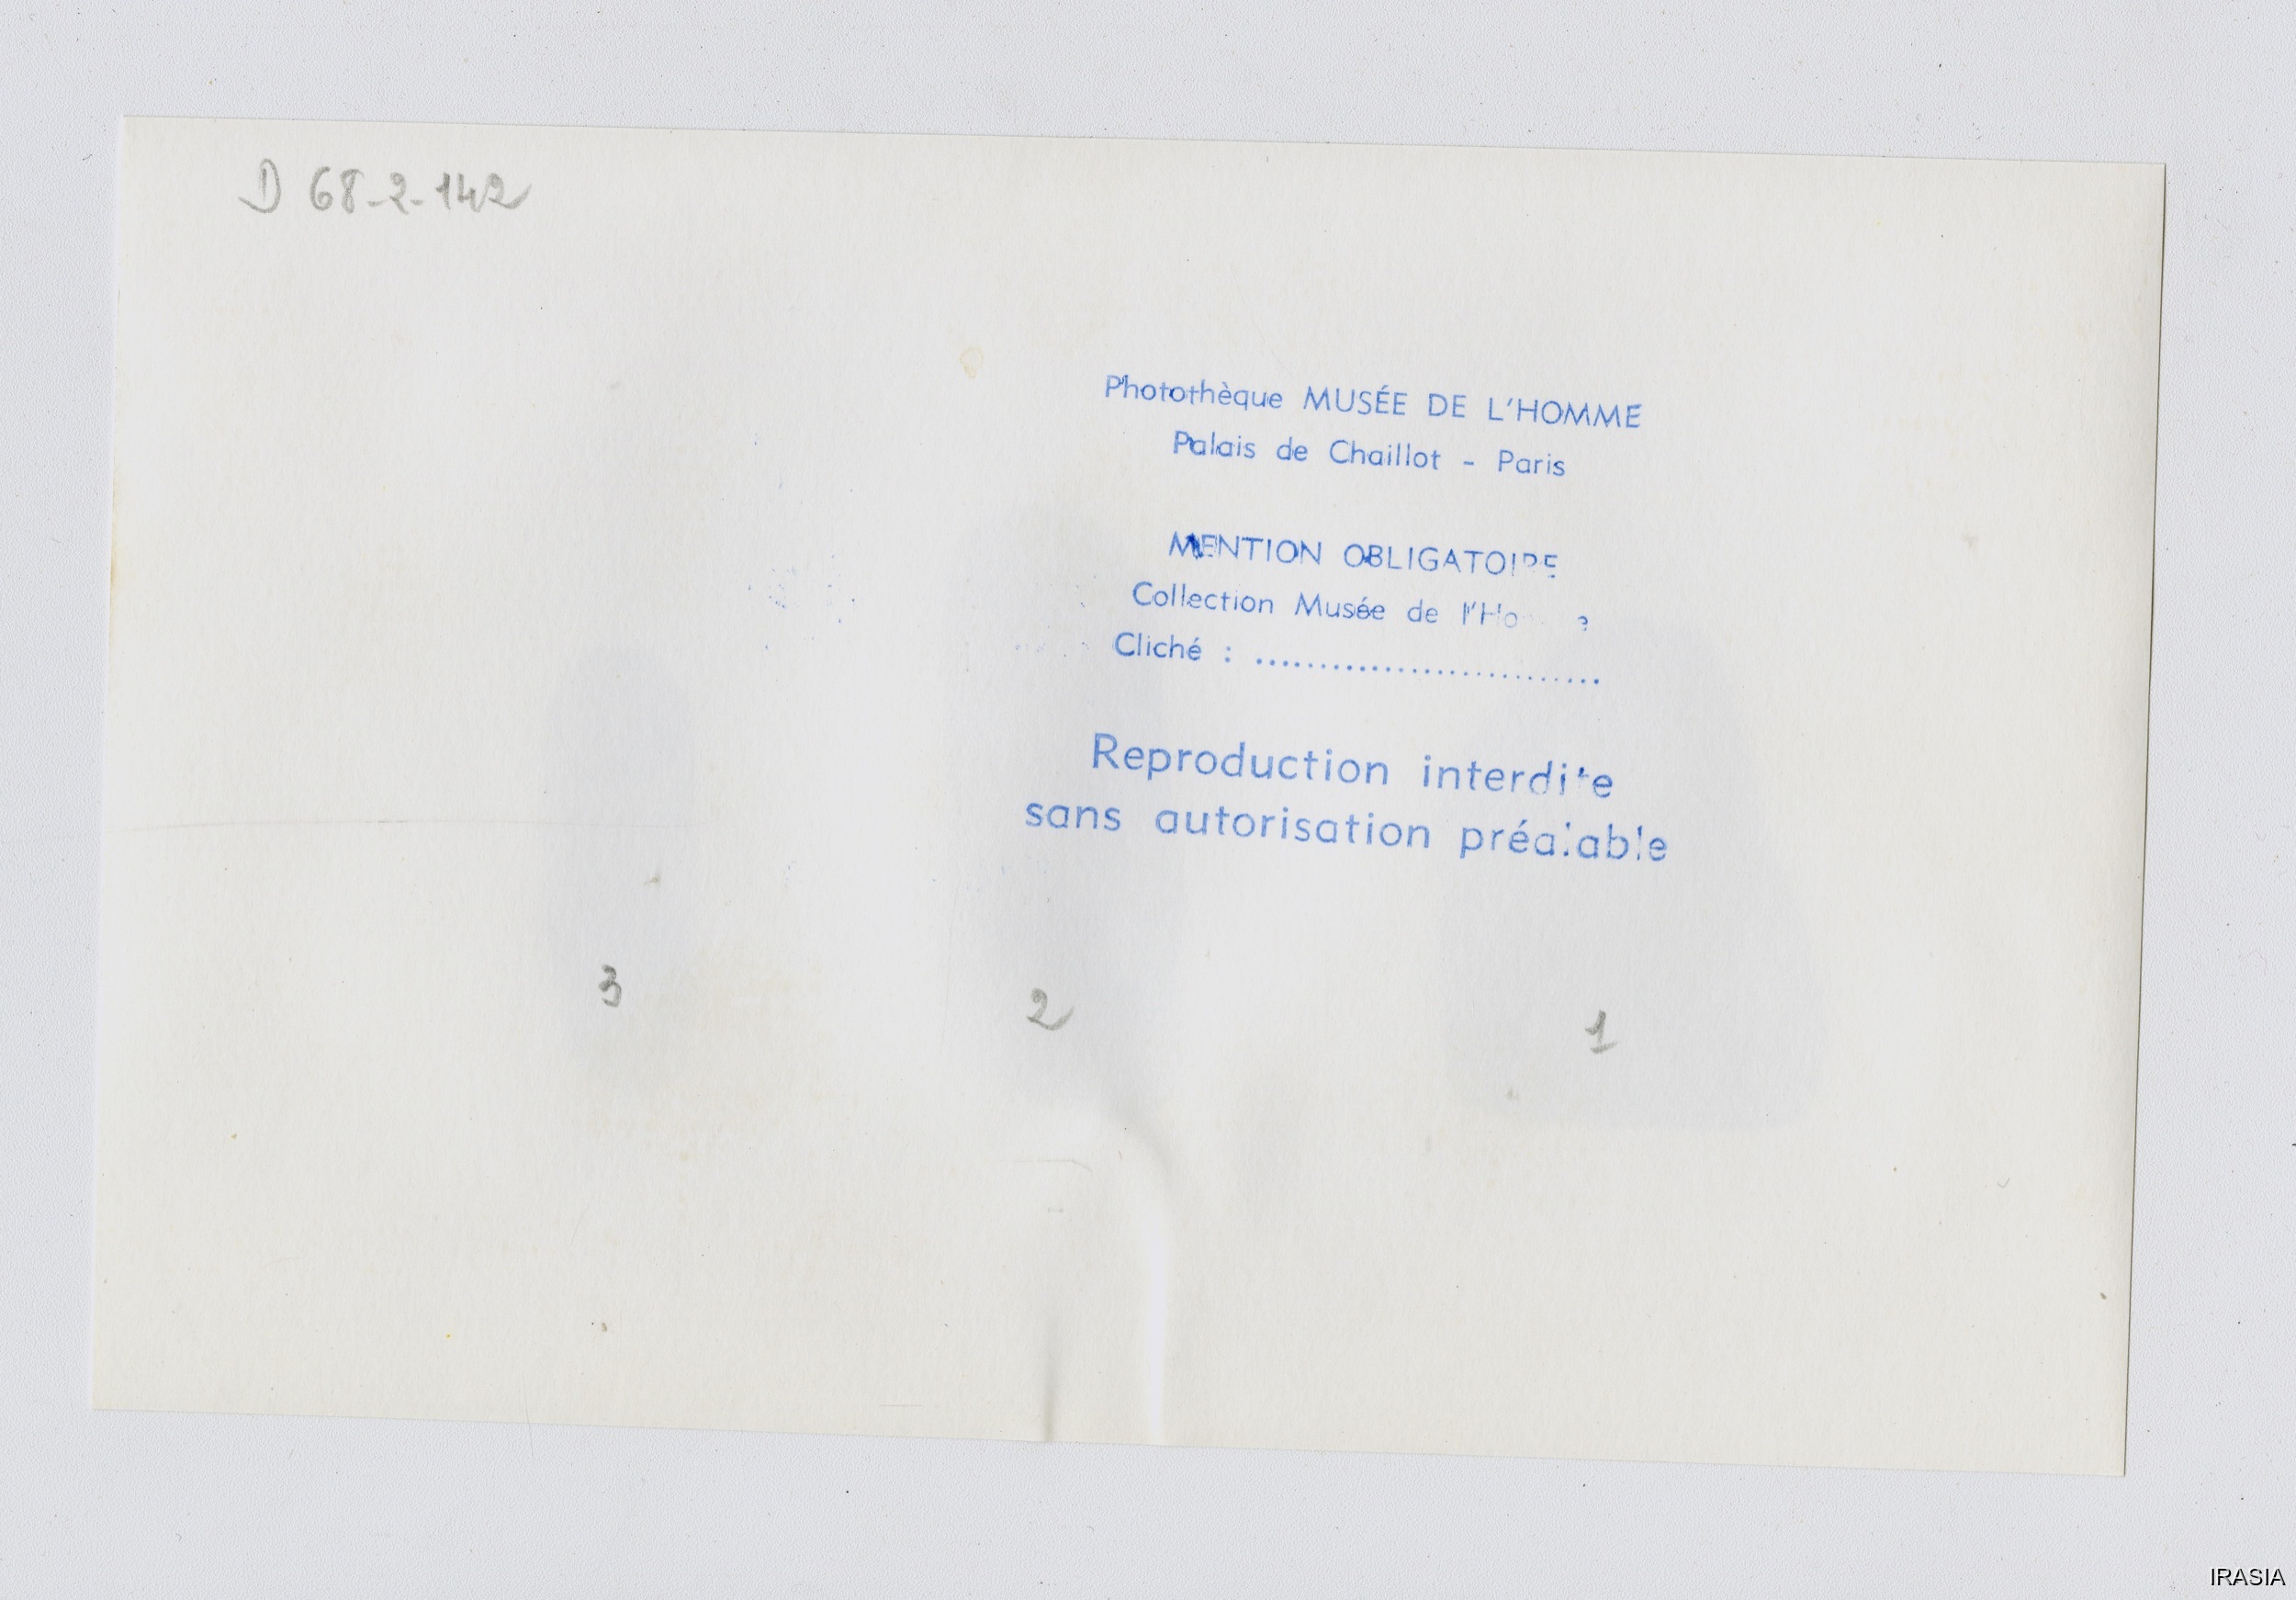 D 68-2-142
Photothèque MUSÉE DE L'HOMME
Palais de Chaillot - Paris
MENTION OBLIGATOIRE
Collection Musée de l'Homme
Cliché : ............................
Reproduction interdite
sans autorisation préalable
3 2 1
IRASIA